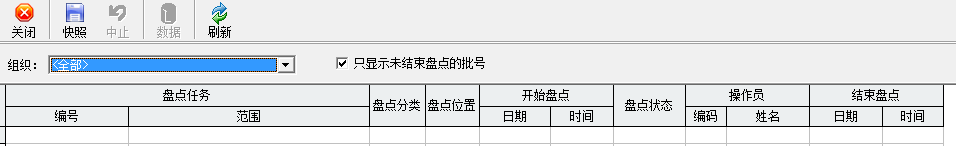 关闭 快照 中止 数据 刷新
组织： <全部> 只显示未结束盘点的批号
盘点任务 盘点分类 盘点位置 开始盘点 盘点状态 操作员 结束盘点
编号 范围 日期 时间 编码 姓名 日期 时间